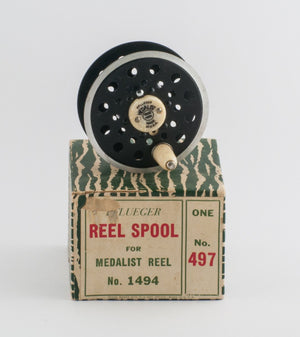 PFLUEGER
REEL SPOOL
FOR
MEDALIST REEL
No. 1494
ONE
No.
497